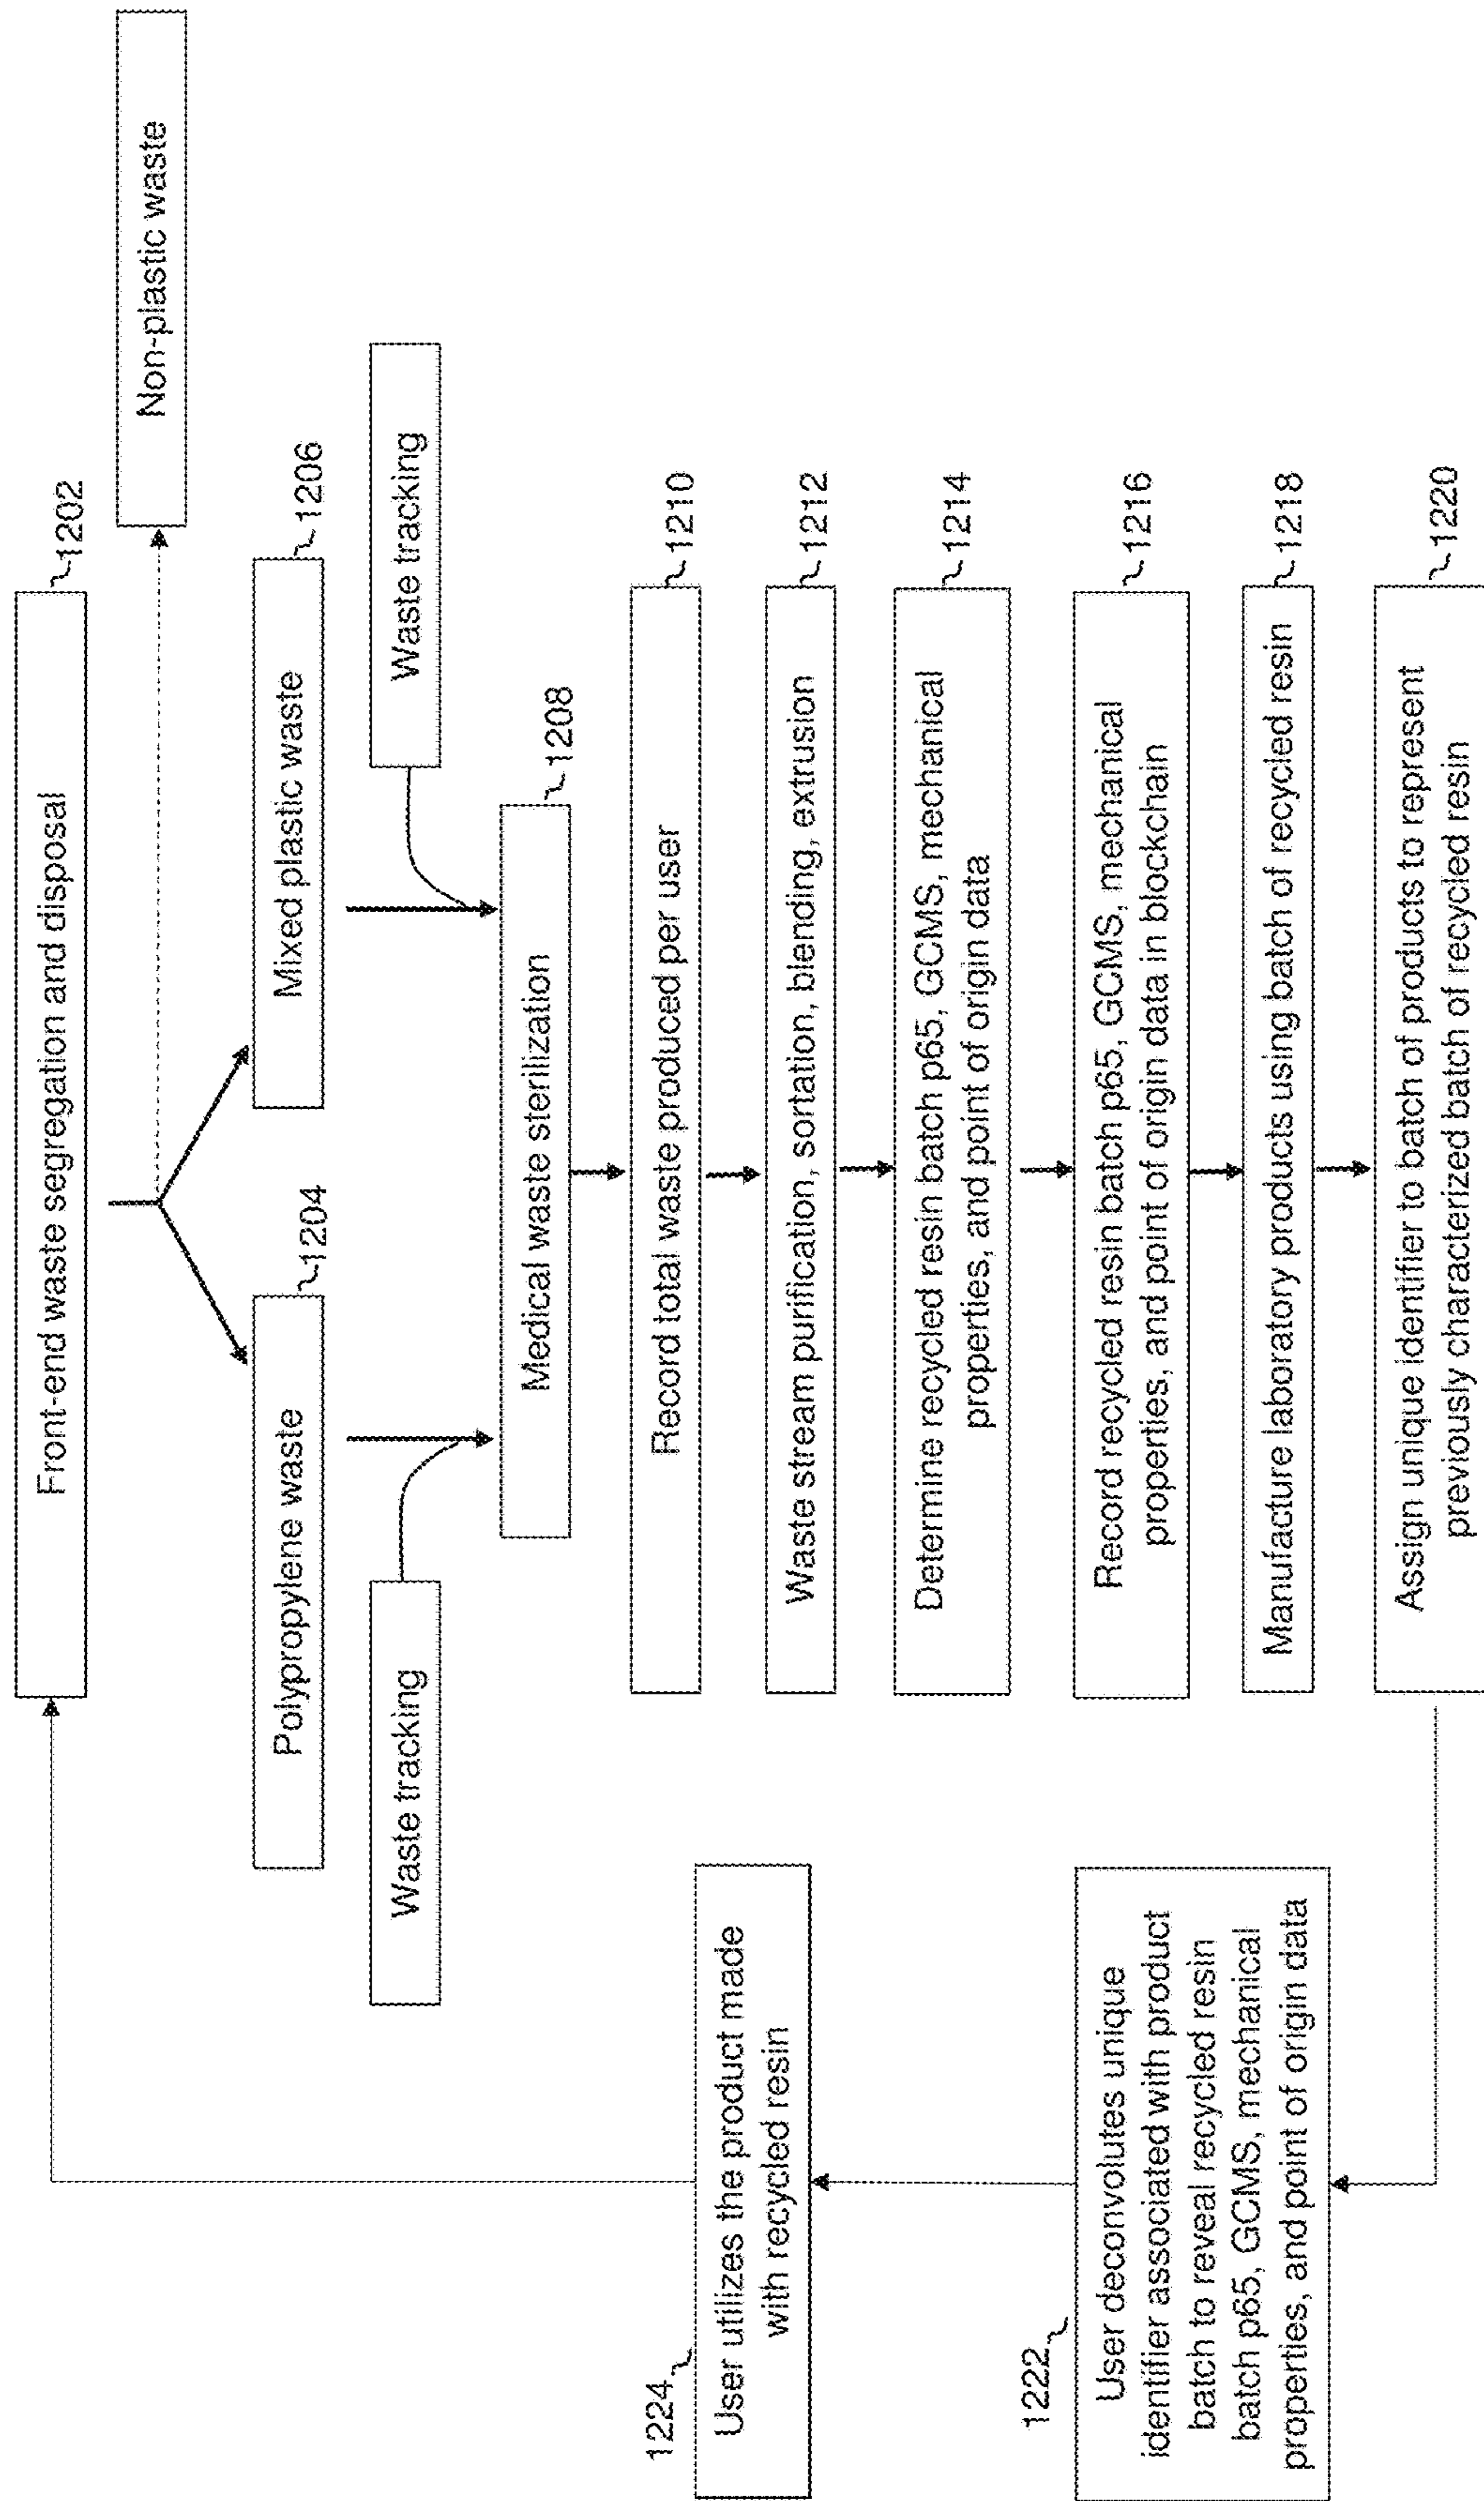 Front-end waste segregation and disposal
1202
Non-plastic waste
Polypropylene waste
1204
Mixed plastic waste
1206
Waste tracking
Waste tracking
Medical waste sterilization
1208
Record total waste produced per user
1210
Waste stream purification, sortation, blending, extrusion
1212
Determine recycled resin batch p65, GCMS, mechanical
properties, and point of origin data
1214
Record recycled resin batch p65, GCMS, mechanical
properties, and point of origin data in blockchain
1216
Manufacture laboratory products using batch of recycled resin
1218
Assign unique identifier to batch of products to represent
previously characterized batch of recycled resin
1220
1222
User deconvolutes unique
identifier associated with product
batch to reveal recycled resin
batch p65, GCMS, mechanical
properties, and point of origin data
1224
User utilizes the product made
with recycled resin